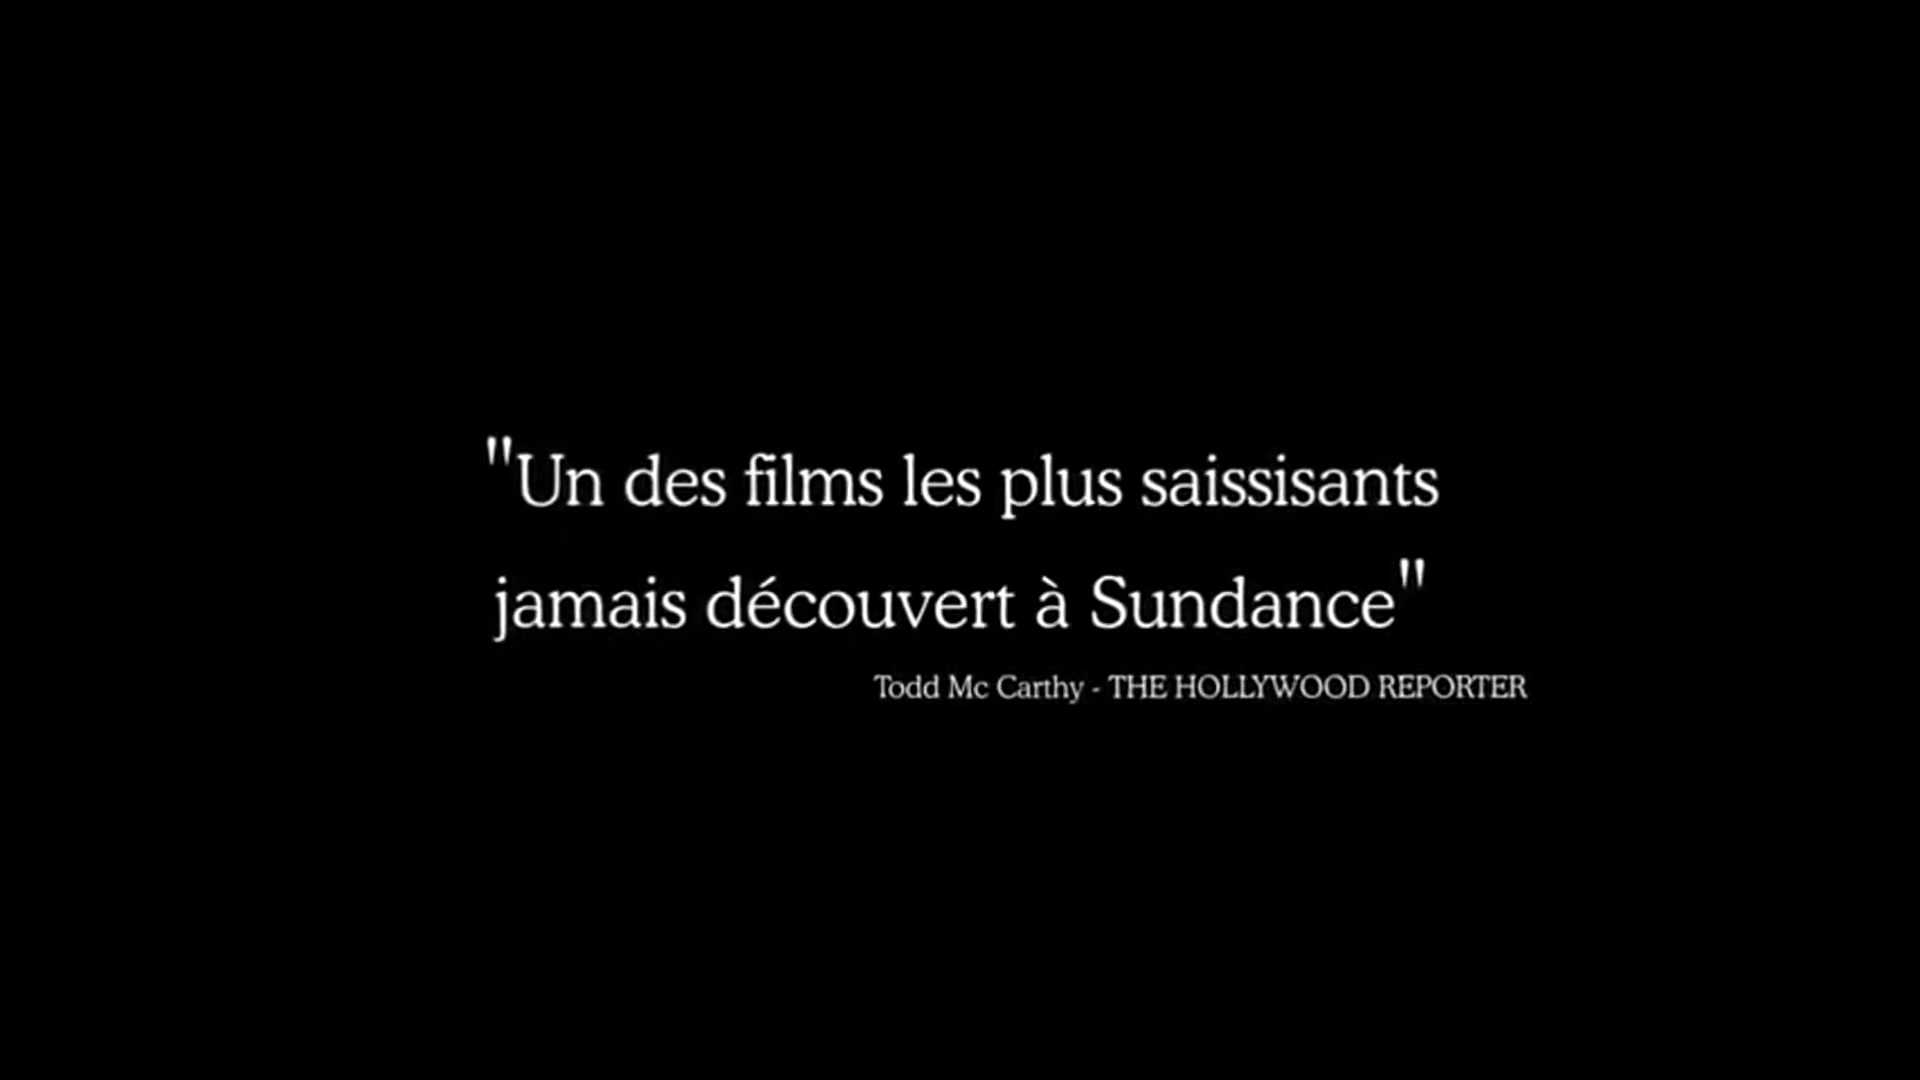 "Un des films les plus saissisants
jamais découvert à Sundance"
Todd Mc Carthy - THE HOLLYWOOD REPORTER